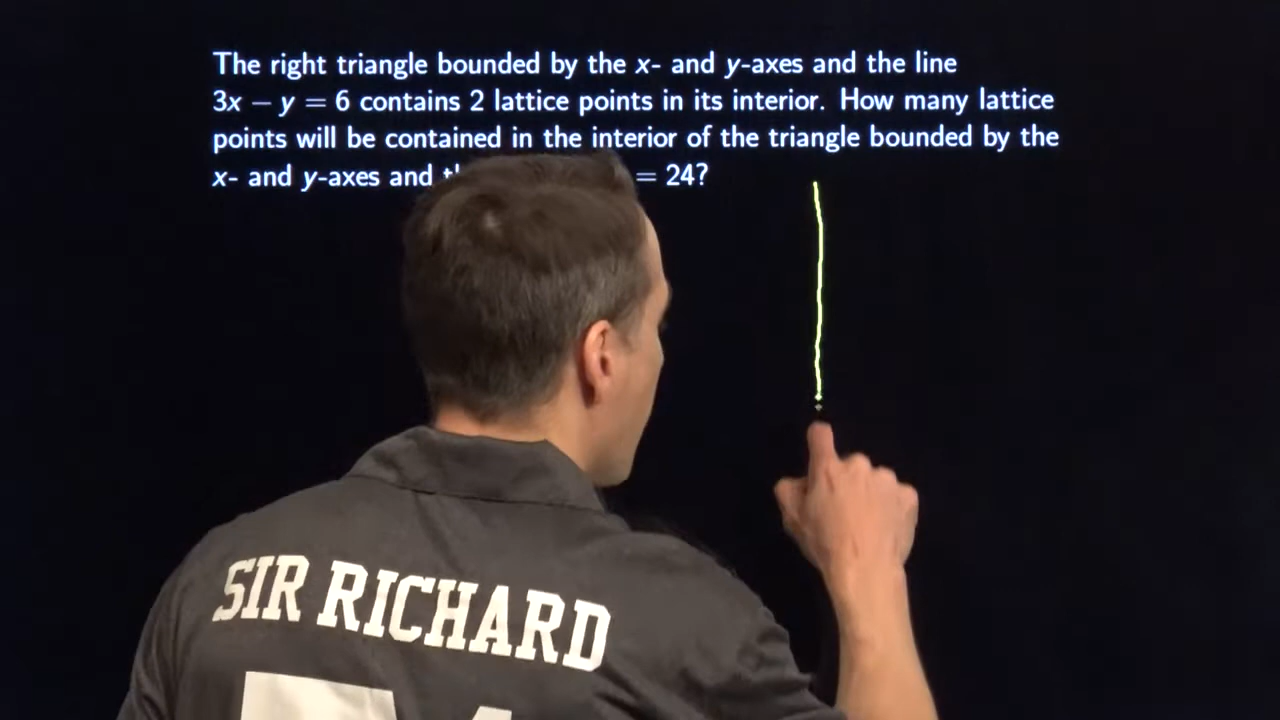 The right triangle bounded by the x- and y-axes and the line
3x − y = 6 contains 2 lattice points in its interior. How many lattice
points will be contained in the interior of the triangle bounded by the
x- and y-axes and = 24?
SIR RICHARD